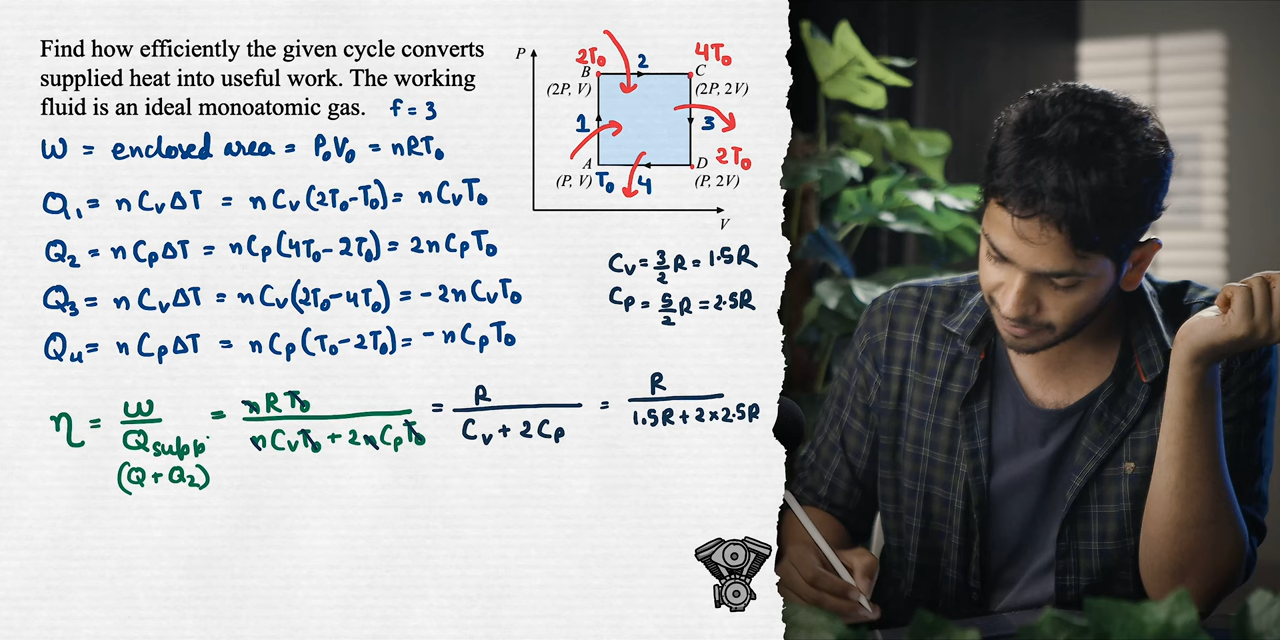 Find how efficiently the given cycle converts
supplied heat into useful work. The working
fluid is an ideal monoatomic gas. f = 3
W = enclosed area = P₀V₀ = nRT₀
Q₁ = nCᵥΔT = nCᵥ(2T₀-T₀) = nCᵥT₀
Q₂ = nCₚΔT = nCₚ(4T₀-2T₀) = 2nCₚT₀
Q₃ = nCᵥΔT = nCᵥ(2T₀-4T₀) = -2nCᵥT₀
Q₄ = nCₚΔT = nCₚ(T₀-2T₀) = -nCₚT₀
η = W / Qsupp. (Q+Q₂) = nRT₀ / nCᵥT₀ + 2nCₚT₀ = R / Cᵥ + 2Cₚ = R / 1.5R + 2×2.5R
P
2T₀ 2 4T₀
B C
(2P, V) (2P, 2V)
1 3
A D 2T₀
(P, V) T₀ 4 (P, 2V)
V
Cᵥ = 3/2 R = 1.5R
Cₚ = 5/2 R = 2.5R